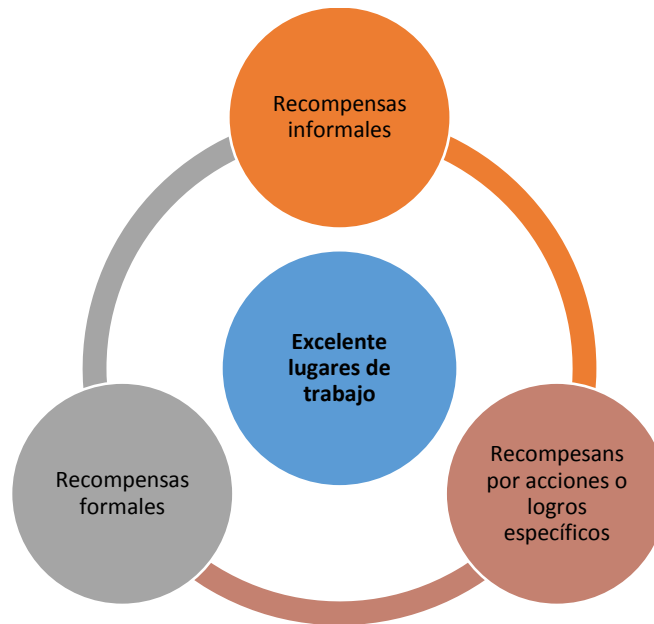 Recompensas
informales
Excelente
lugares de
trabajo
Recompensas
formales
Recompesans
por acciones o
logros
específicos